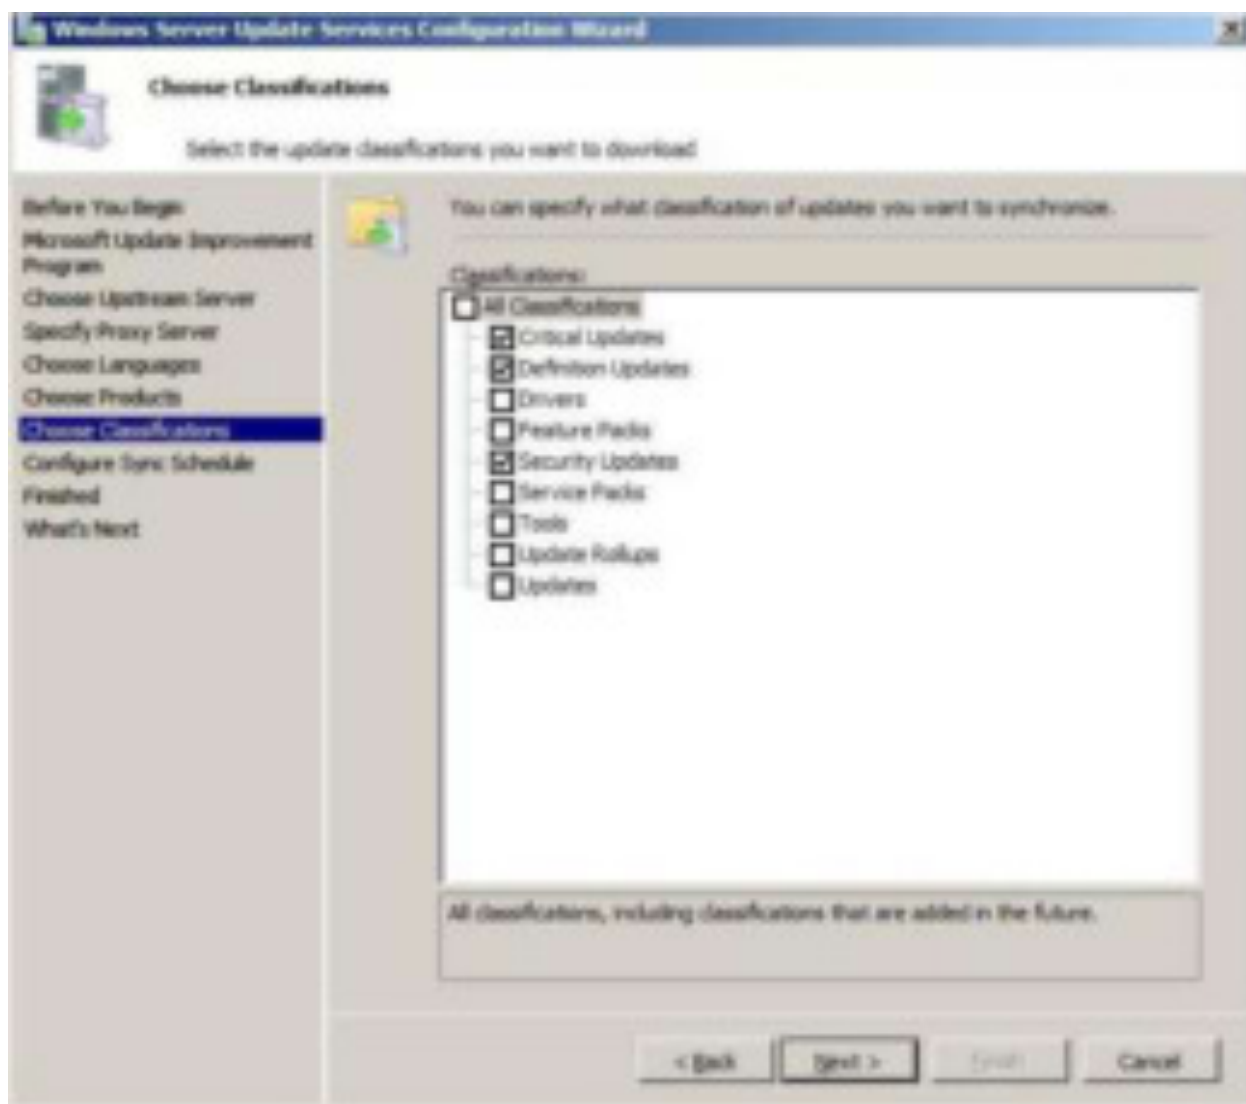 Windows Server Update Services Configuration Wizard
Choose Classifications
Select the update classifications you want to download
Before You Begin
Microsoft Update Improvement
Program
Choose Upstream Server
Specify Proxy Server
Choose Languages
Choose Products
Choose Classifications
Configure Sync Schedule
Finished
What's Next
You can specify what classification of updates you want to synchronize.
Classifications:
All Classifications
Critical Updates
Definition Updates
Drivers
Feature Packs
Security Updates
Service Packs
Tools
Update Rollups
Updates
All classifications, including classifications that are added in the future.
< Back
Next >
Finish
Cancel